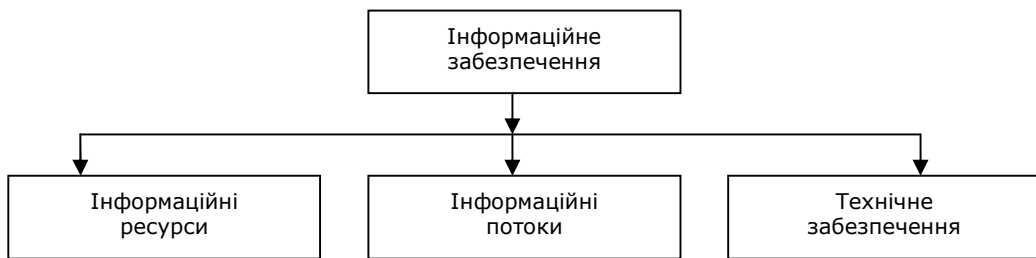 Інформаційне
забезпечення
Інформаційні
ресурси
Інформаційні
потоки
Технічне
забезпечення